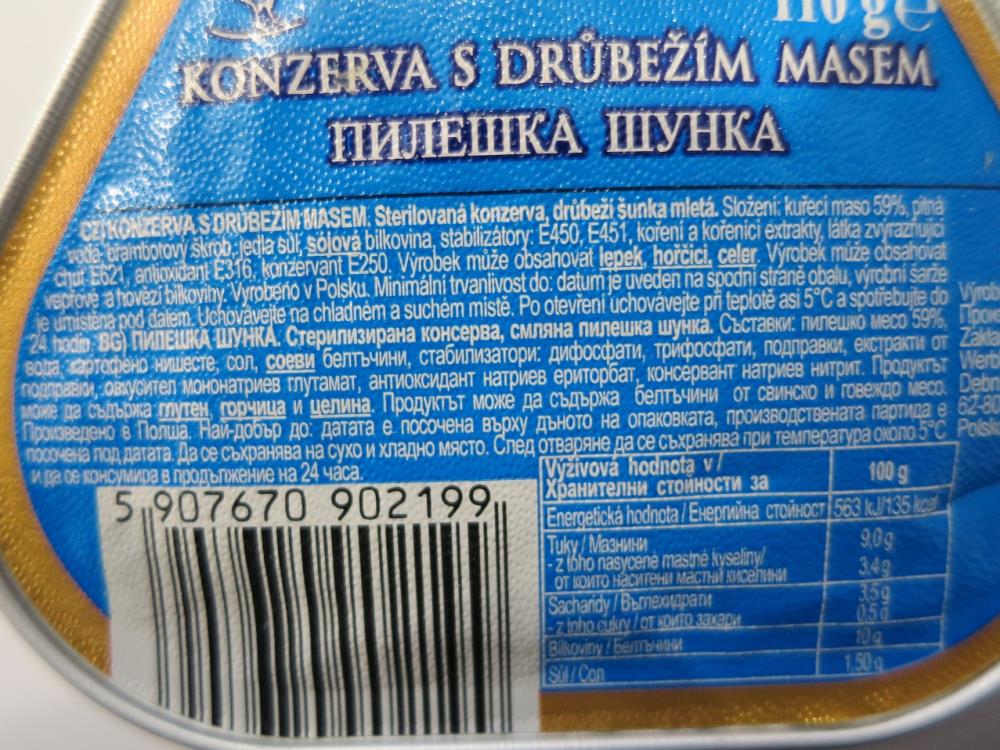 110 g e
KONZERVA S DRŮBEŽÍM MASEM
ПИЛЕШКА ШУНКА
CZ) KONZERVA S DRŮBEŽÍM MASEM. Sterilovaná konzerva, drůbeží šunka mletá. Složení: kuřecí maso 59%, pitná
voda, bramborový škrob, jedlá sůl, sójová bílkovina, stabilizátory: E450, E451, koření a kořenící extrakty, látka zvýrazňující
chuť E621, antioxidant E316, konzervant E250. Výrobek může obsahovat lepek, hořčici, celer. Výrobek může obsahovat
vepřové a hovězí bílkoviny. Vyrobeno v Polsku. Minimální trvanlivost do: datum je uveden na spodní straně obalu, výrobní šarže
je umístěna pod datem. Uchovávejte na chladném a suchém místě. Po otevření uchovávejte při teplotě asi 5°C a spotřebujte do
24 hodin. BG) ПИЛЕШКА ШУНКА. Стерилизирана консерва, смляна пилешка шунка. Съставки: пилешко месо 59%,
вода, картофено нишесте, сол, соеви белтъчини, стабилизатори: дифосфати, трифосфати, подправки, екстракти от
подправки, овкусител мононатриев глутамат, антиоксидант натриев ериторбат, консервант натриев нитрит. Продуктът
може да съдържа глутен, горчица и целина. Продуктът може да съдържа белтъчини от свинско и говеждо месо.
Произведено в Полша. Най-добър до: датата е посочена върху дъното на опаковката, производствената партида е
посочена под датата. Да се съхранява на сухо и хладно място. След отваряне да се съхранява при температура около 5°C
и да се консумира в продължение на 24 часа.
Výživová hodnota v / 100 g
Хранителни стойности за
Energetická hodnota / Енергийна стойност 563 kJ/135 kcal
Tuky / Мазнини 9,0 g
- z toho nasycené mastné kyseliny/ 3,4 g
от които наситени мастни киселини
Sacharidy / Въглехидрати 3,5 g
- z toho cukry / от които захари 0,5 g
Bílkoviny / Белтъчини 10 g
Sůl / Сол 1,50 g
5 907670 902199
62-80
Polsk